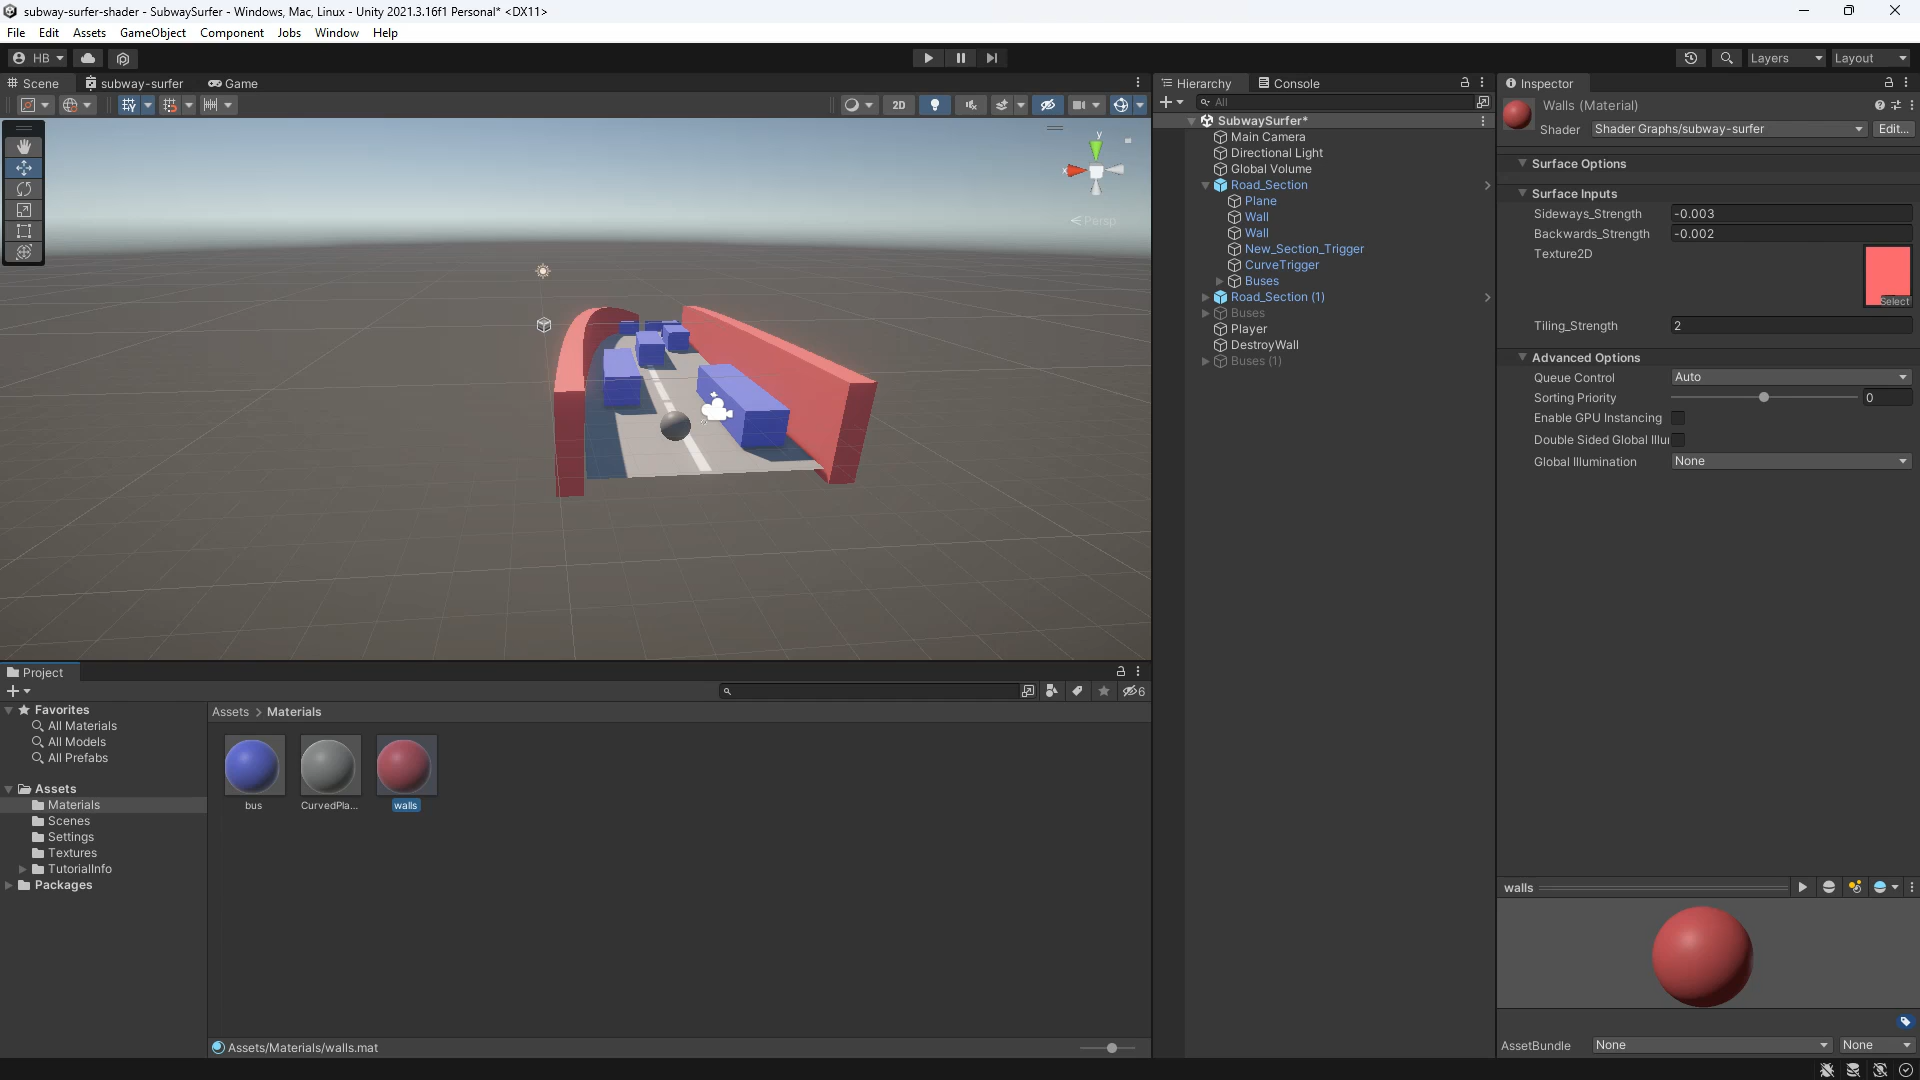 subway-surfer-shader - SubwaySurfer - Windows, Mac, Linux - Unity 2021.3.16f1 Personal* <DX11>
File Edit Assets GameObject Component Jobs Window Help
HB Layers Layout
Scene subway-surfer Game
2D
y
x
Persp
Hierarchy Console
All
SubwaySurfer*
Main Camera
Directional Light
Global Volume
Road_Section
Plane
Wall
Wall
New_Section_Trigger
CurveTrigger
Buses
Road_Section (1)
Buses
Player
DestroyWall
Buses (1)
Inspector
Walls (Material)
Shader Shader Graphs/subway-surfer Edit...
Surface Options
Surface Inputs
Sideways_Strength -0.003
Backwards_Strength -0.002
Texture2D
Select
Tiling_Strength 2
Advanced Options
Queue Control Auto
Sorting Priority 0
Enable GPU Instancing
Double Sided Global Illui
Global Illumination None
walls
AssetBundle None None
Project
6
Favorites
All Materials
All Models
All Prefabs
Assets
Materials
Scenes
Settings
Textures
TutorialInfo
Packages
Assets > Materials
bus CurvedPla... walls
Assets/Materials/walls.mat